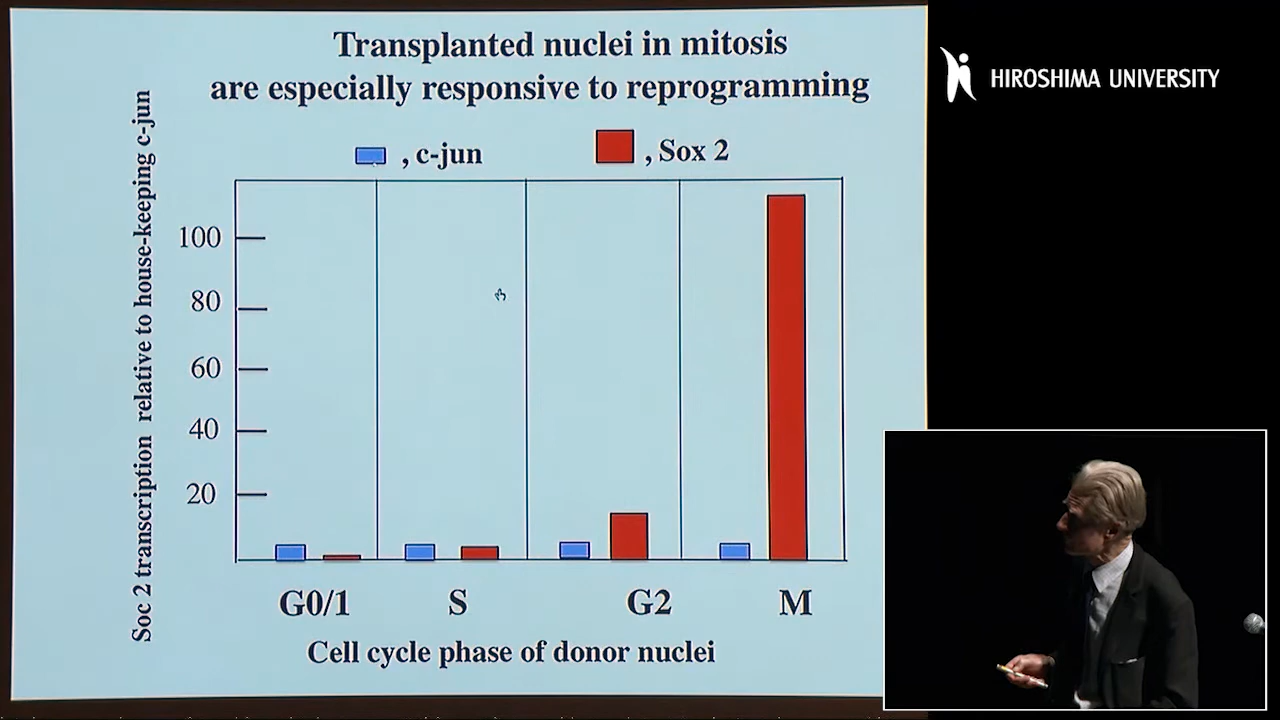 Transplanted nuclei in mitosis
are especially responsive to reprogramming
HIROSHIMA UNIVERSITY
, c-jun
, Sox 2
Soc 2 transcription relative to house-keeping c-jun
100
80
60
40
20
G0/1
S
G2
M
Cell cycle phase of donor nuclei